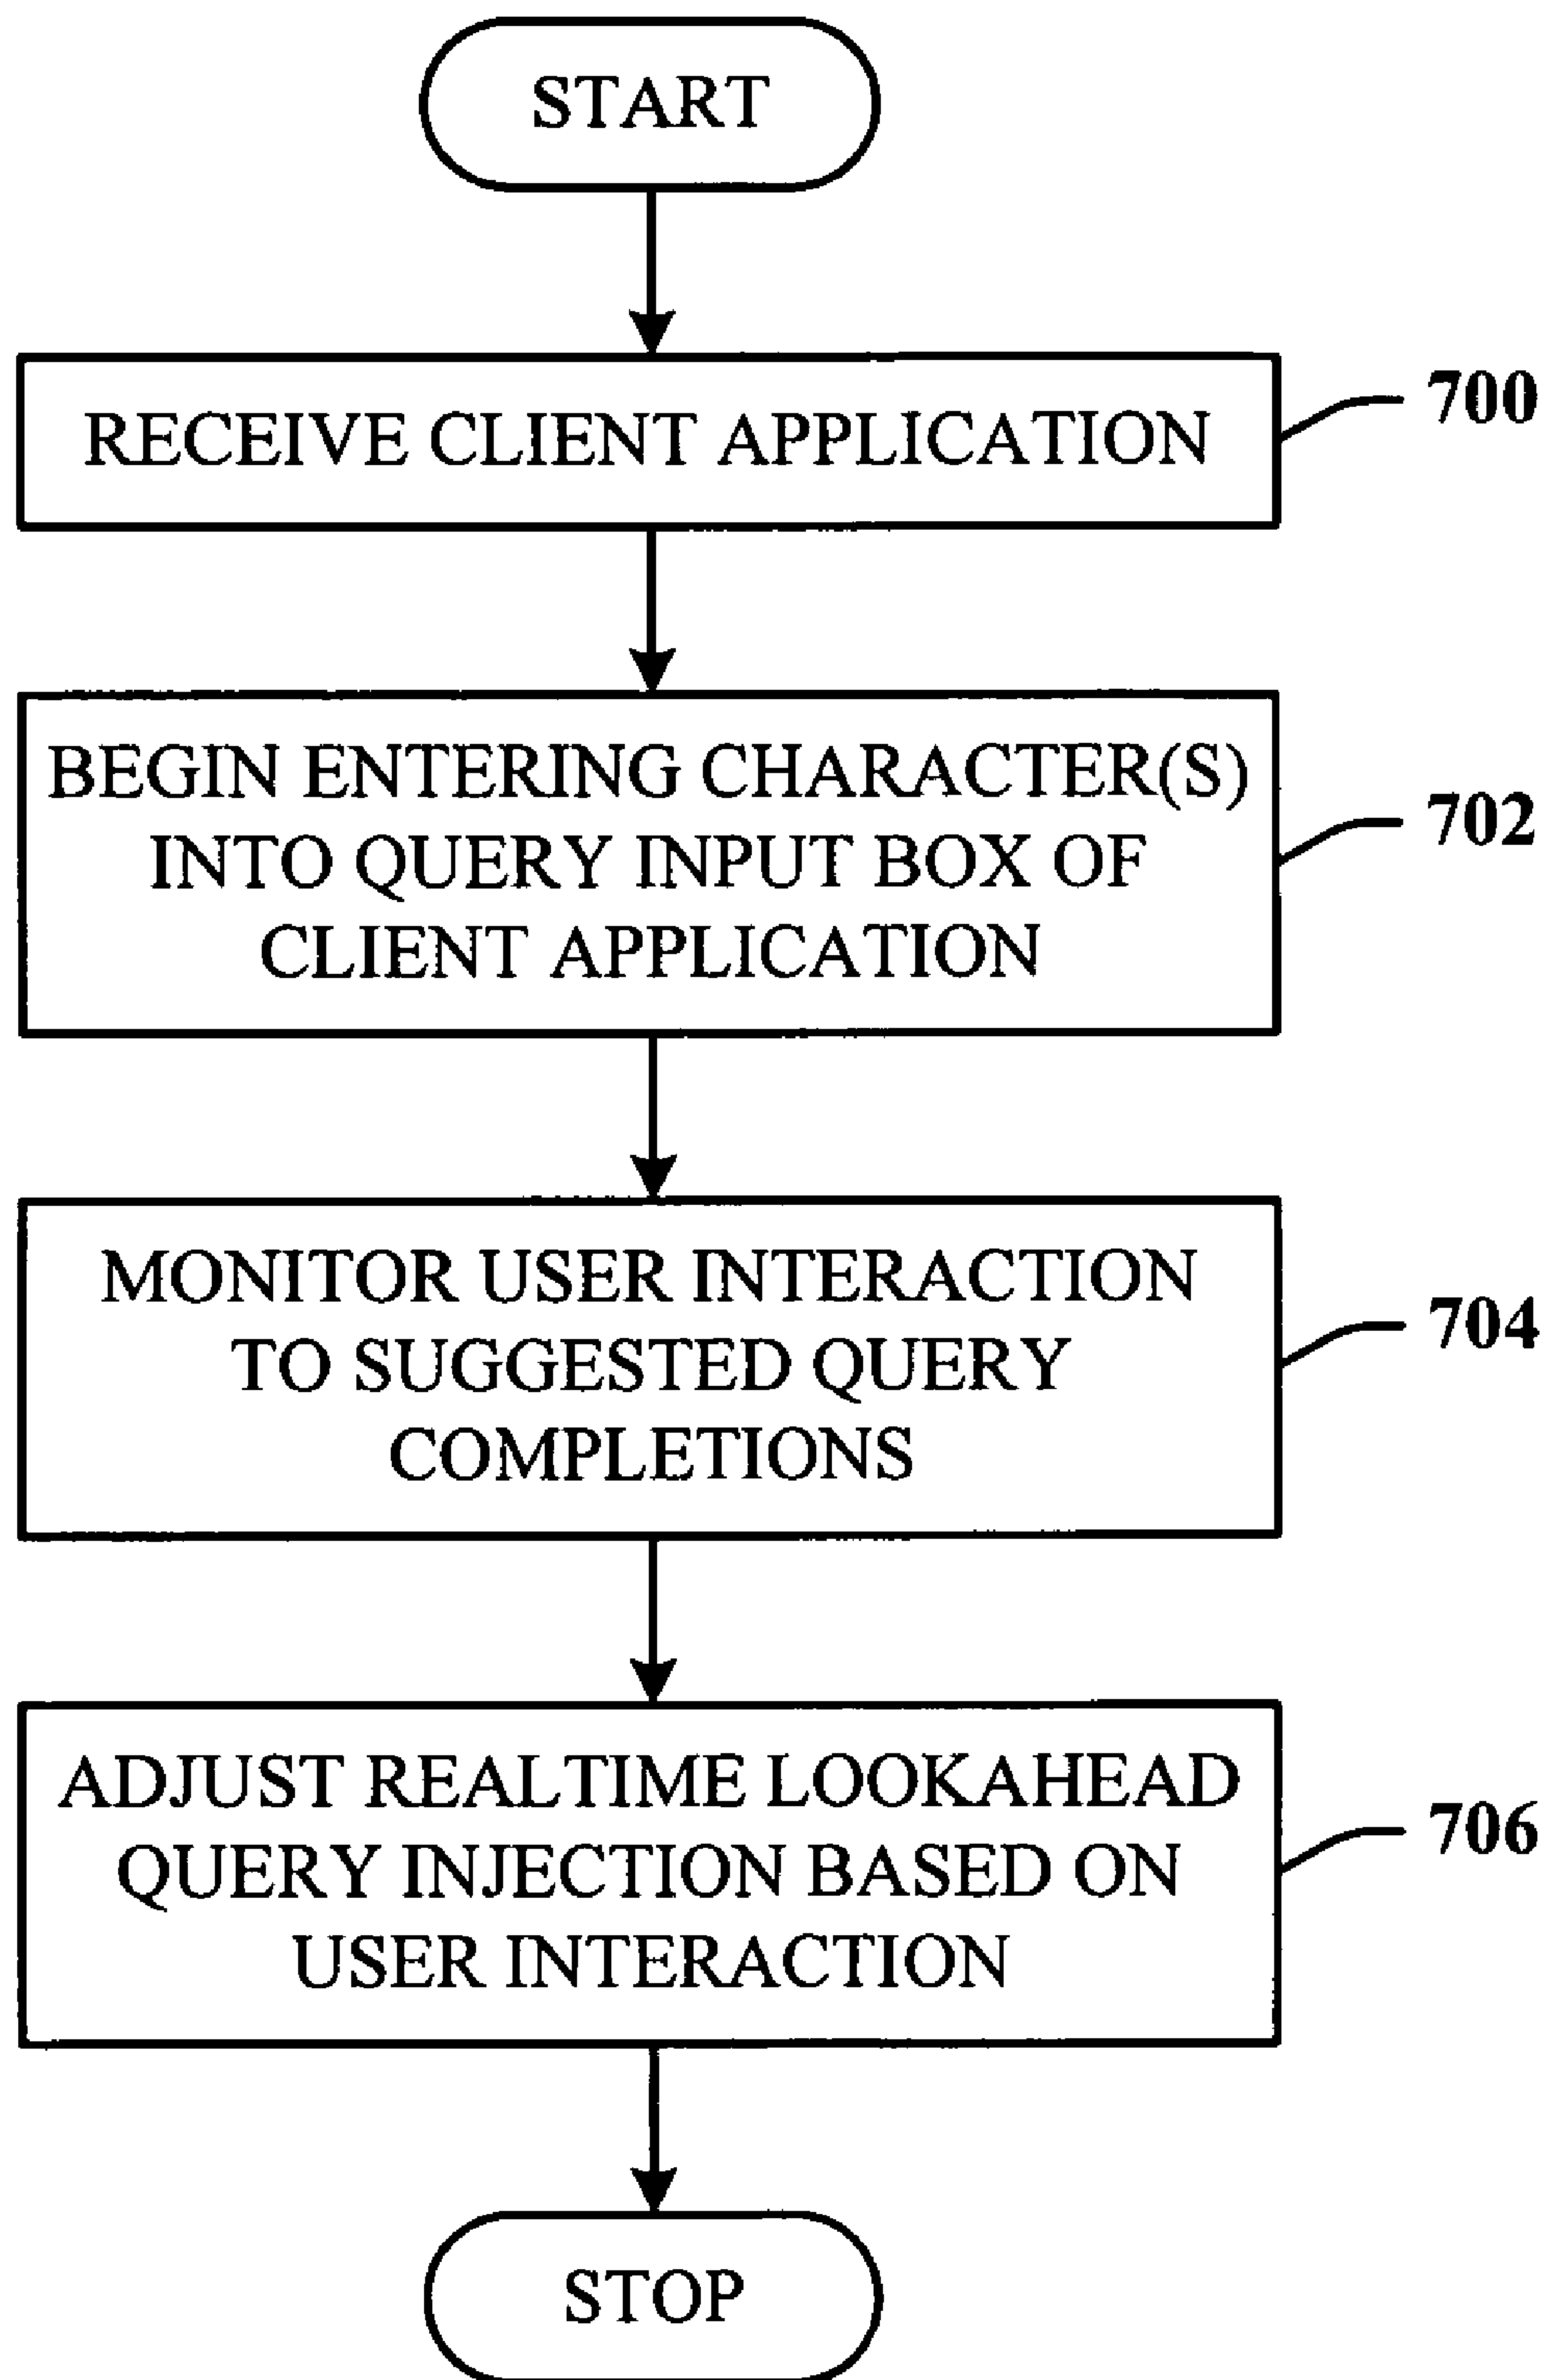 START
RECEIVE CLIENT APPLICATION
700
BEGIN ENTERING CHARACTER(S)
INTO QUERY INPUT BOX OF
CLIENT APPLICATION
702
MONITOR USER INTERACTION
TO SUGGESTED QUERY
COMPLETIONS
704
ADJUST REALTIME LOOKAHEAD
QUERY INJECTION BASED ON
USER INTERACTION
706
STOP